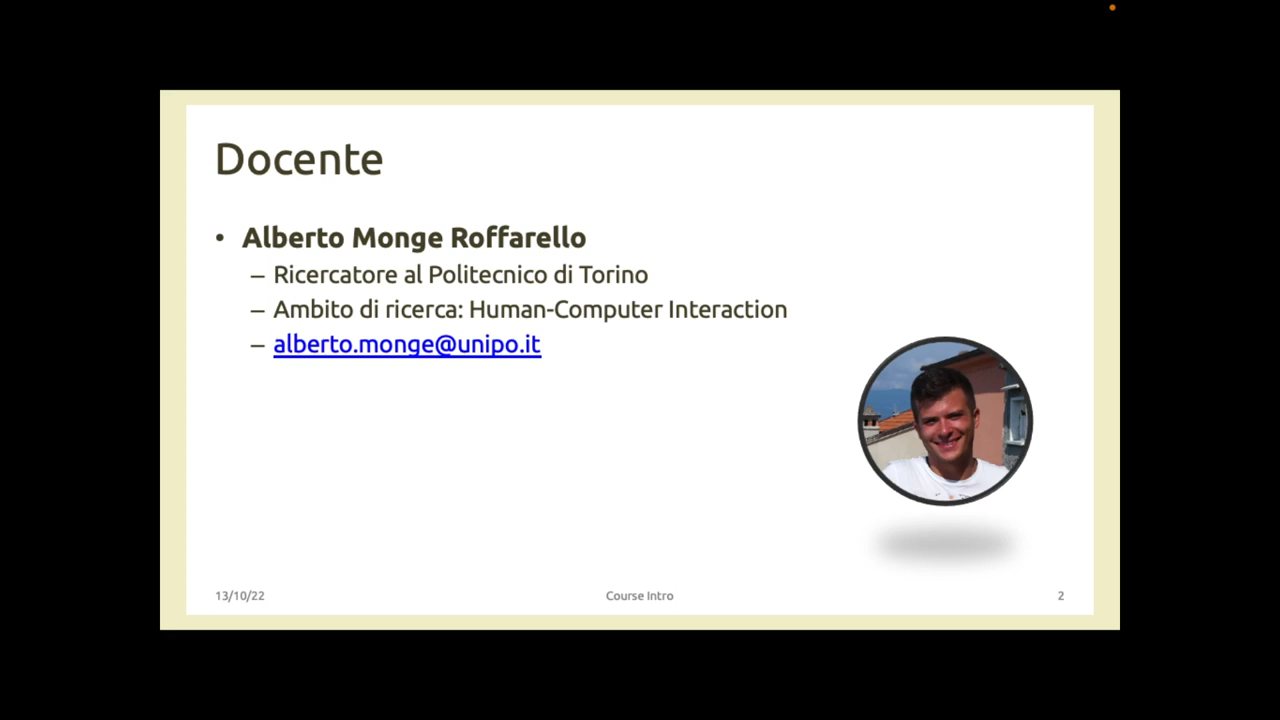 Docente
• Alberto Monge Roffarello
– Ricercatore al Politecnico di Torino
– Ambito di ricerca: Human-Computer Interaction
– alberto.monge@unipo.it
13/10/22 Course Intro 2